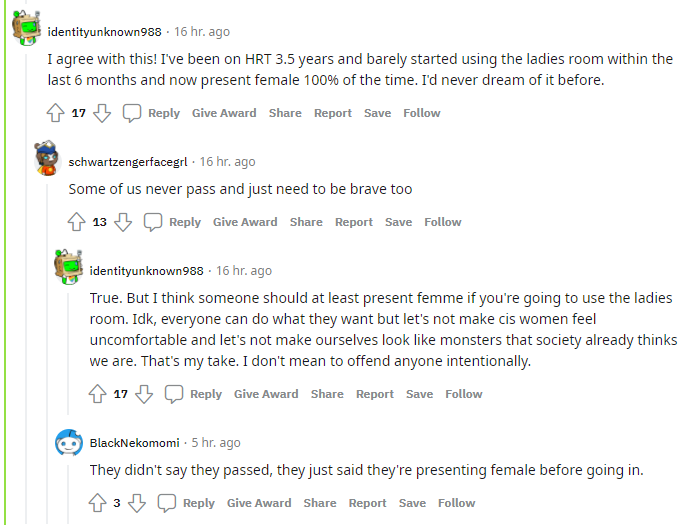 identityunknown988 · 16 hr. ago
I agree with this! I've been on HRT 3.5 years and barely started using the ladies room within the
last 6 months and now present female 100% of the time. I'd never dream of it before.
17 Reply Give Award Share Report Save Follow
schwartzengerfacegrl · 16 hr. ago
Some of us never pass and just need to be brave too
13 Reply Give Award Share Report Save Follow
identityunknown988 · 16 hr. ago
True. But I think someone should at least present femme if you're going to use the ladies
room. Idk, everyone can do what they want but let's not make cis women feel
uncomfortable and let's not make ourselves look like monsters that society already thinks
we are. That's my take. I don't mean to offend anyone intentionally.
17 Reply Give Award Share Report Save Follow
BlackNekomomi · 5 hr. ago
They didn't say they passed, they just said they're presenting female before going in.
3 Reply Give Award Share Report Save Follow